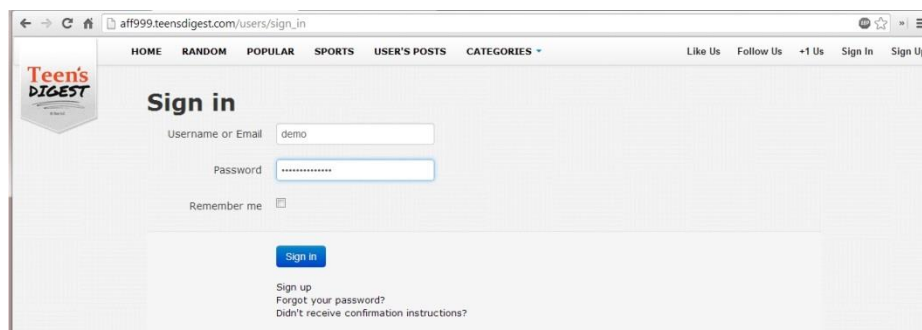 aff999.teensdigest.com/users/sign_in
ABP
HOME RANDOM POPULAR SPORTS USER'S POSTS CATEGORIES Like Us Follow Us +1 Us Sign In Sign Up
Teen's
DIGEST
Sign in
Username or Email demo
Password ••••••••••••••
Remember me
Sign in
Sign up
Forgot your password?
Didn't receive confirmation instructions?